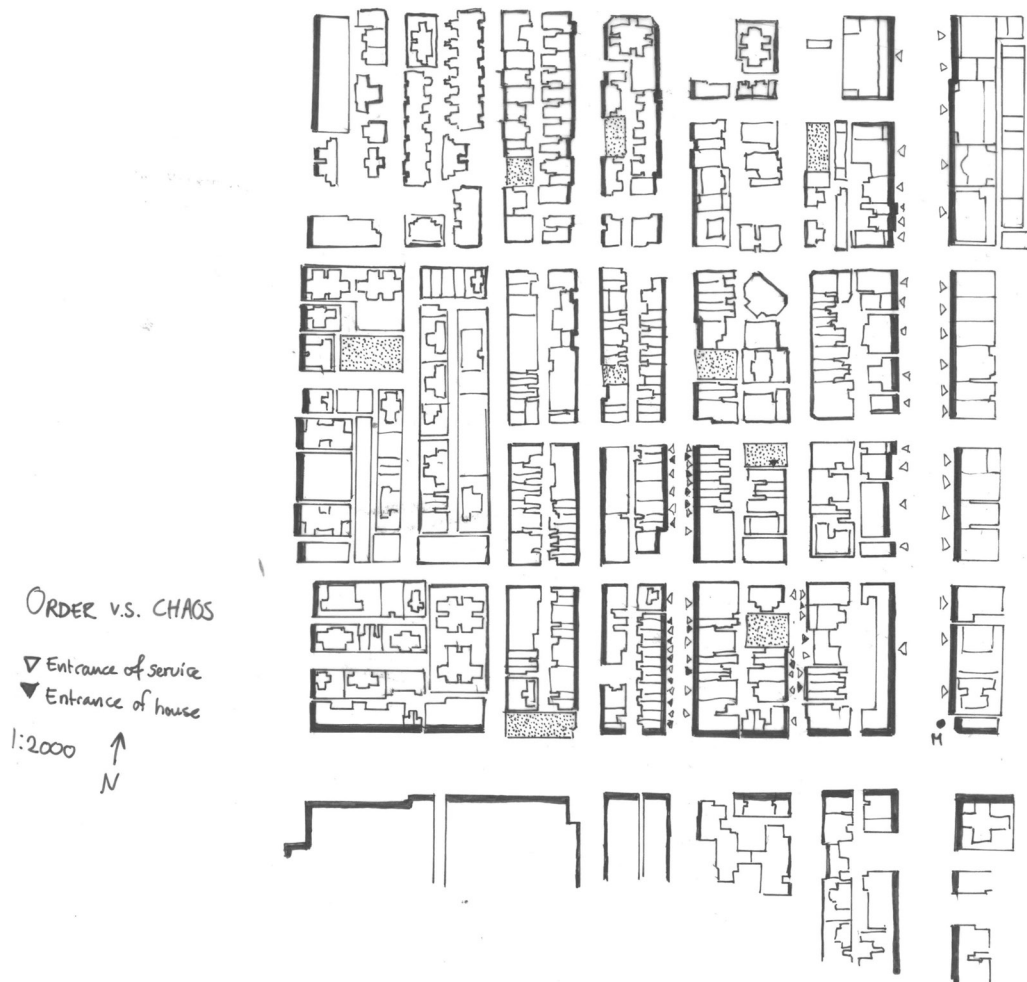 ORDER v.s. CHAOS
Entrance of service
Entrance of house
1:2000
N
M